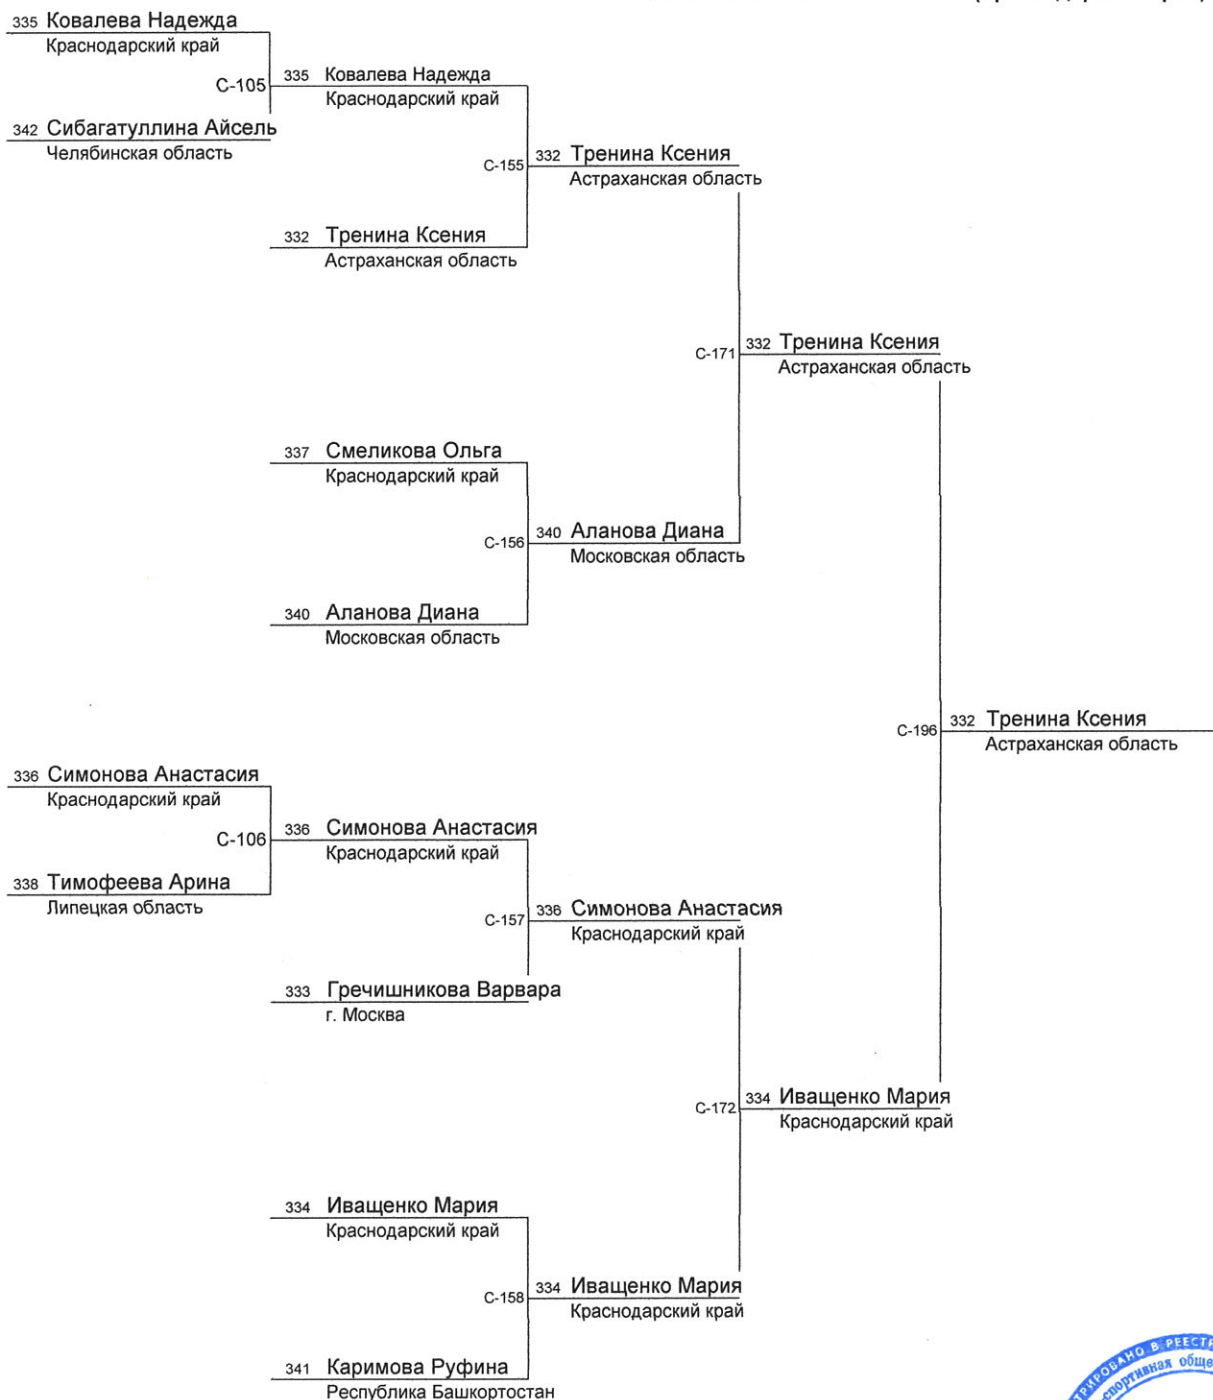 335 Ковалева Надежда
Краснодарский край
C-105
335 Ковалева Надежда
Краснодарский край
342 Сибагатуллина Айсель
Челябинская область
C-155
332 Тренина Ксения
Астраханская область
332 Тренина Ксения
Астраханская область
C-171
332 Тренина Ксения
Астраханская область
337 Смеликова Ольга
Краснодарский край
C-156
340 Аланова Диана
Московская область
340 Аланова Диана
Московская область
C-196
332 Тренина Ксения
Астраханская область
336 Симонова Анастасия
Краснодарский край
C-106
336 Симонова Анастасия
Краснодарский край
338 Тимофеева Арина
Липецкая область
C-157
336 Симонова Анастасия
Краснодарский край
333 Гречишникова Варвара
г. Москва
C-172
334 Иващенко Мария
Краснодарский край
334 Иващенко Мария
Краснодарский край
C-158
334 Иващенко Мария
Краснодарский край
341 Каримова Руфина
Республика Башкортостан